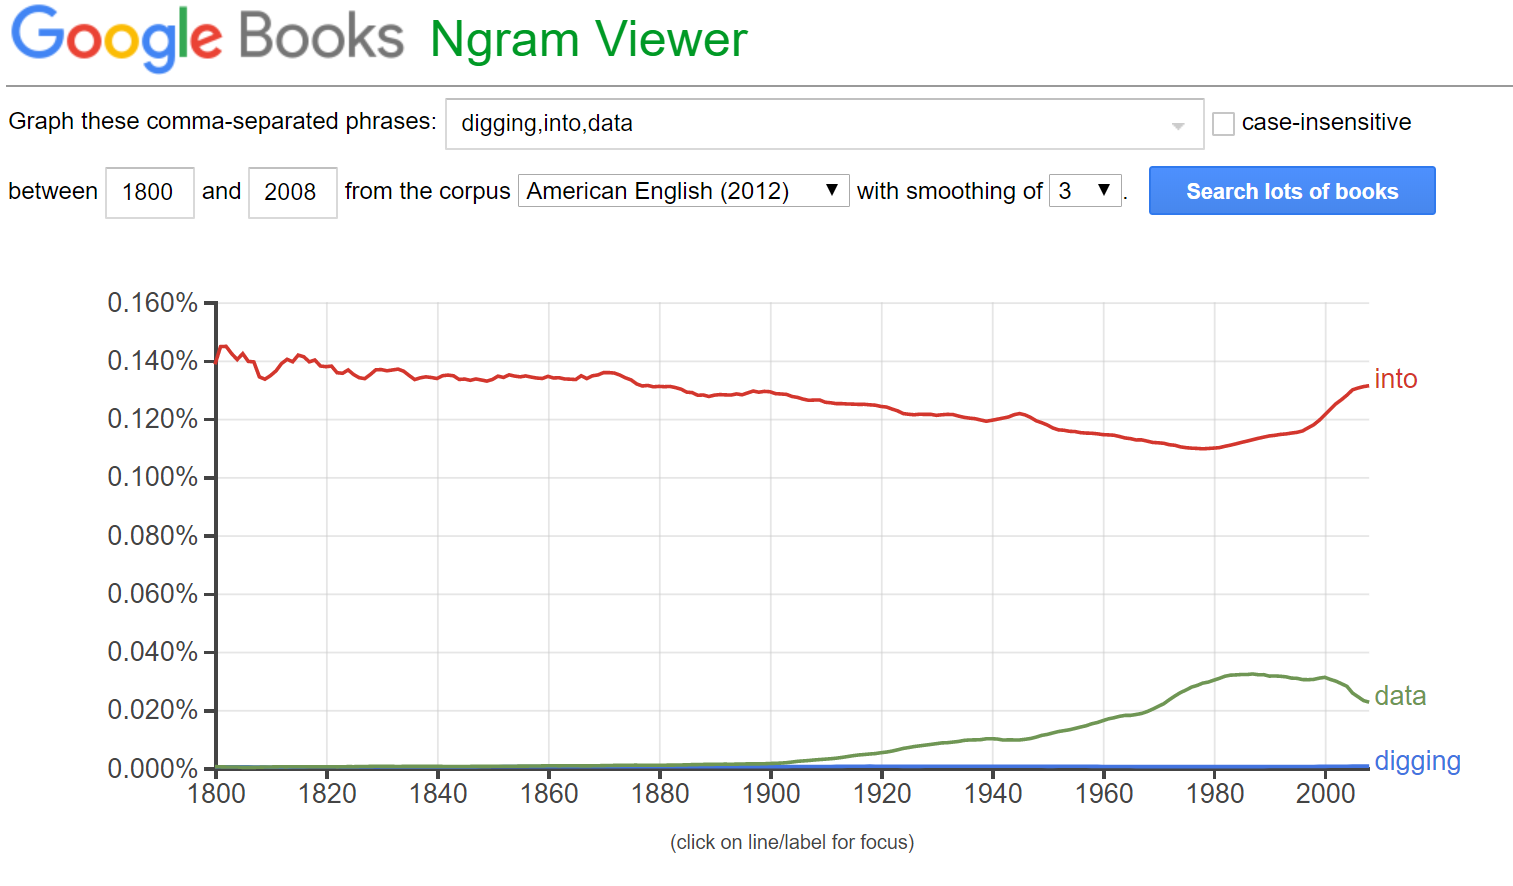 Google Books Ngram Viewer
Graph these comma-separated phrases: digging,into,data case-insensitive
between 1800 and 2008 from the corpus American English (2012) with smoothing of 3 . Search lots of books
0.160%
0.140%
into
0.120%
0.100%
0.080%
0.060%
0.040%
0.020%
data
digging
0.000%
1800 1820 1840 1860 1880 1900 1920 1940 1960 1980 2000
(click on line/label for focus)